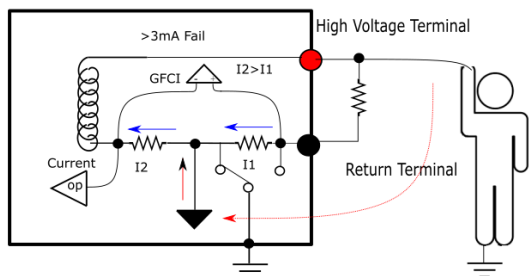 High Voltage Terminal
>3mA Fail
I2>I1
GFCI
Current
I2
I1
Return Terminal
op